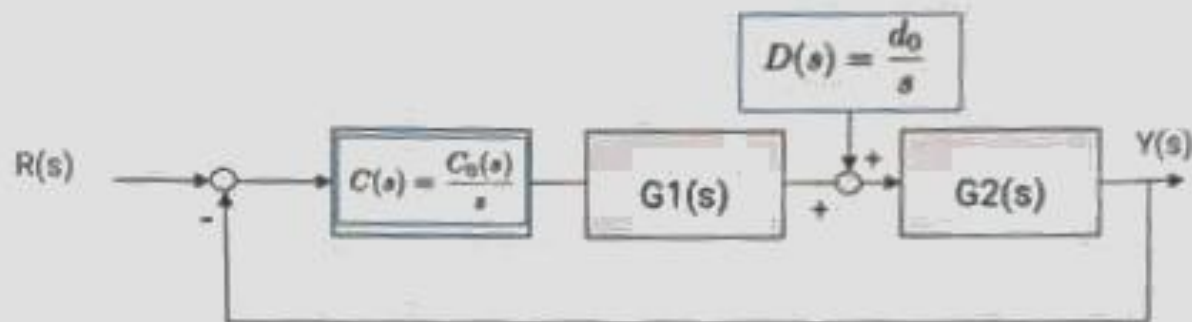 D(s) = d₀/s
R(s)
C(s) = C₀(s)/s
G1(s)
G2(s)
Y(s)
+
+
-